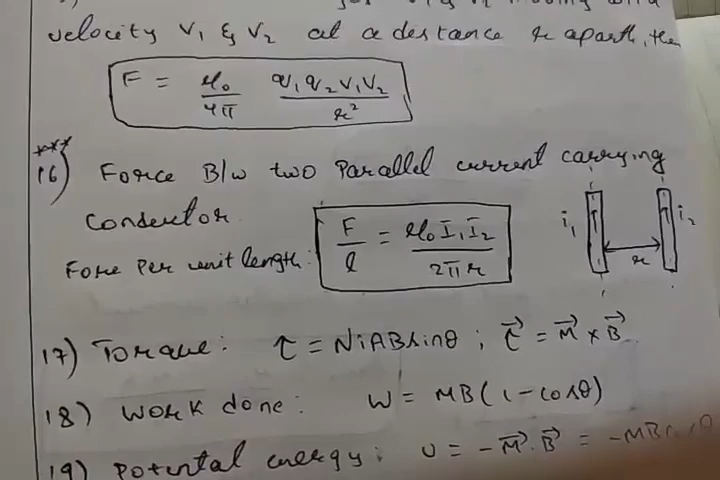 velocity V₁ & V₂ at a distance r apart, then
F = μ₀/4π q₁q₂V₁V₂/r²
***
16) Force B/w two Parallel current carrying
Conductor.
Force Per unit length: F/l = μ₀I₁I₂/2πr
i₁ i₂
r
17) Torque: τ = NiABsinθ ; τ⃗ = M⃗ × B⃗
18) Work done: W = MB(1-cosθ)
19) Potental energy: U = -M⃗.B⃗ = -MB